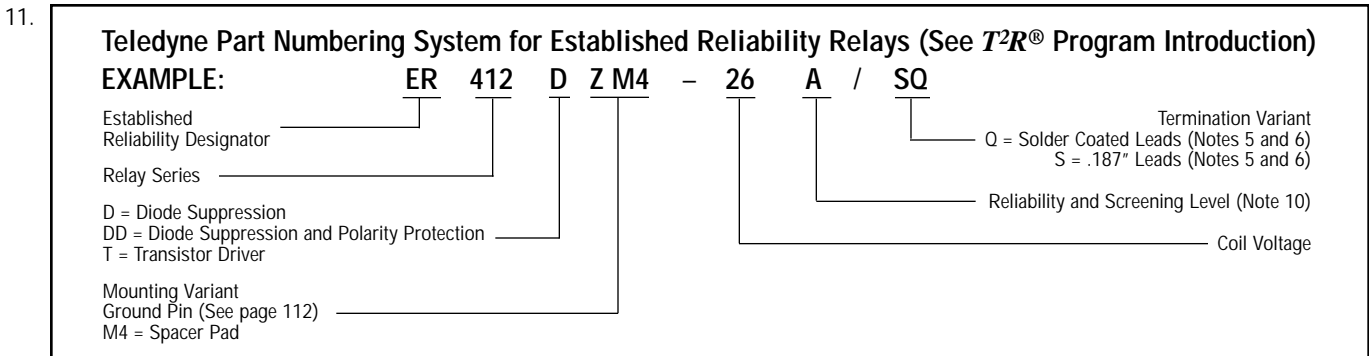 11.
Teledyne Part Numbering System for Established Reliability Relays (See T²R® Program Introduction)
EXAMPLE: ER 412 D Z M4 – 26 A / SQ
Established
Reliability Designator
Relay Series
D = Diode Suppression
DD = Diode Suppression and Polarity Protection
T = Transistor Driver
Mounting Variant
Ground Pin (See page 112)
M4 = Spacer Pad
Termination Variant
Q = Solder Coated Leads (Notes 5 and 6)
S = .187" Leads (Notes 5 and 6)
Reliability and Screening Level (Note 10)
Coil Voltage